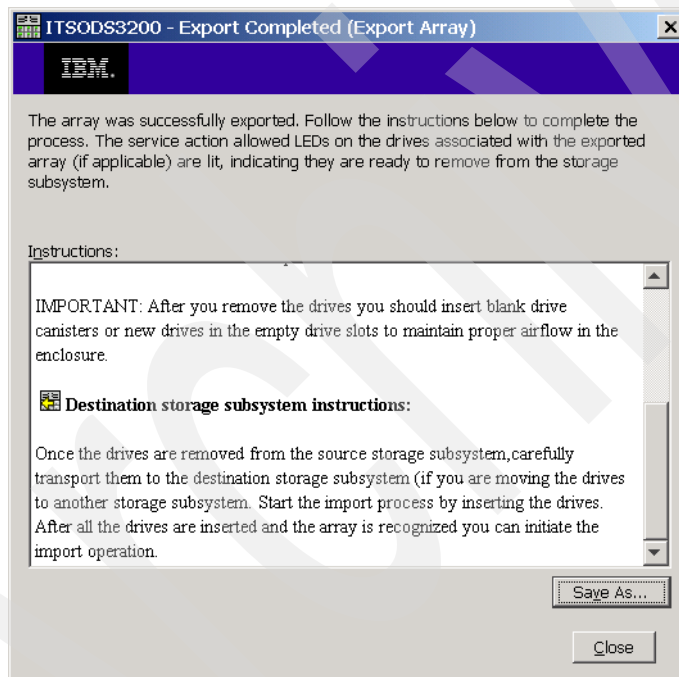 ITSODS3200 - Export Completed (Export Array)
IBM.
The array was successfully exported. Follow the instructions below to complete the
process. The service action allowed LEDs on the drives associated with the exported
array (if applicable) are lit, indicating they are ready to remove from the storage
subsystem.
Instructions:
IMPORTANT: After you remove the drives you should insert blank drive
canisters or new drives in the empty drive slots to maintain proper airflow in the
enclosure.
Destination storage subsystem instructions:
Once the drives are removed from the source storage subsystem,carefully
transport them to the destination storage subsystem (if you are moving the drives
to another storage subsystem. Start the import process by inserting the drives.
After all the drives are inserted and the array is recognized you can initiate the
import operation.
Save As...
Close